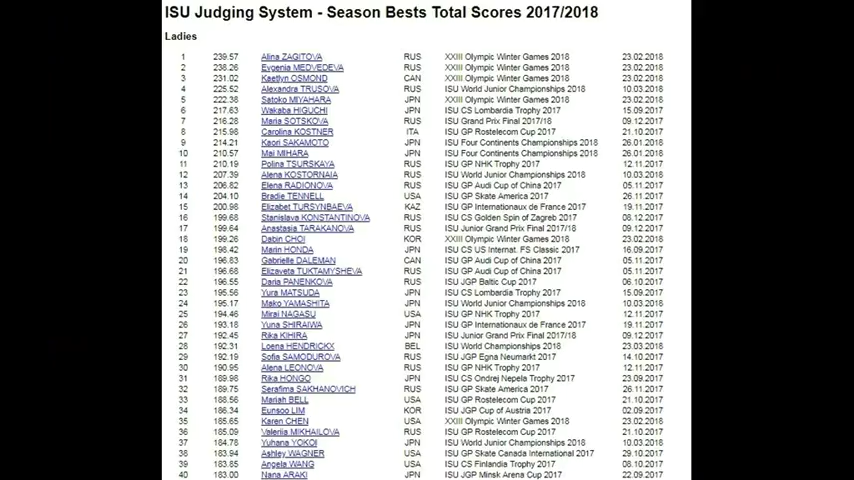 ISU Judging System - Season Bests Total Scores 2017/2018
Ladies
1 239.57 Alina ZAGITOVA RUS XXIII Olympic Winter Games 2018 23.02.2018
2 238.26 Evgenia MEDVEDEVA RUS XXIII Olympic Winter Games 2018 23.02.2018
3 231.02 Kaetlyn OSMOND CAN XXIII Olympic Winter Games 2018 23.02.2018
4 225.52 Alexandra TRUSOVA RUS ISU World Junior Championships 2018 10.03.2018
5 222.38 Satoko MIYAHARA JPN XXIII Olympic Winter Games 2018 23.02.2018
6 217.63 Wakaba HIGUCHI JPN ISU CS Lombardia Trophy 2017 15.09.2017
7 216.28 Maria SOTSKOVA RUS ISU Grand Prix Final 2017/18 09.12.2017
8 215.98 Carolina KOSTNER ITA ISU GP Rostelecom Cup 2017 21.10.2017
9 214.21 Kaori SAKAMOTO JPN ISU Four Continents Championships 2018 26.01.2018
10 210.57 Mai MIHARA JPN ISU Four Continents Championships 2018 26.01.2018
11 210.19 Polina TSURSKAYA RUS ISU GP NHK Trophy 2017 12.11.2017
12 207.39 Alena KOSTORNAIA RUS ISU World Junior Championships 2018 10.03.2018
13 206.82 Elena RADIONOVA RUS ISU GP Audi Cup of China 2017 05.11.2017
14 204.10 Bradie TENNELL USA ISU GP Skate America 2017 26.11.2017
15 200.98 Elizabet TURSYNBAEVA KAZ ISU GP Internationaux de France 2017 19.11.2017
16 199.68 Stanislava KONSTANTINOVA RUS ISU CS Golden Spin of Zagreb 2017 08.12.2017
17 199.64 Anastasia TARAKANOVA RUS ISU Junior Grand Prix Final 2017/18 09.12.2017
18 199.26 Dabin CHOI KOR XXIII Olympic Winter Games 2018 23.02.2018
19 198.42 Marin HONDA JPN ISU CS US Internat. FS Classic 2017 16.09.2017
20 196.83 Gabrielle DALEMAN CAN ISU GP Audi Cup of China 2017 05.11.2017
21 196.68 Elizaveta TUKTAMYSHEVA RUS ISU GP Audi Cup of China 2017 05.11.2017
22 196.55 Daria PANENKOVA RUS ISU JGP Baltic Cup 2017 06.10.2017
23 195.56 Yura MATSUDA JPN ISU CS Lombardia Trophy 2017 15.09.2017
24 195.17 Mako YAMASHITA JPN ISU World Junior Championships 2018 10.03.2018
25 194.46 Mirai NAGASU USA ISU GP NHK Trophy 2017 12.11.2017
26 193.18 Yuna SHIRAIWA JPN ISU GP Internationaux de France 2017 19.11.2017
27 192.45 Rika KIHIRA JPN ISU Junior Grand Prix Final 2017/18 09.12.2017
28 192.31 Loena HENDRICKX BEL ISU World Championships 2018 23.03.2018
29 192.19 Sofia SAMODUROVA RUS ISU JGP Egna Neumarkt 2017 14.10.2017
30 190.95 Alena LEONOVA RUS ISU GP NHK Trophy 2017 12.11.2017
31 189.98 Rika HONGO JPN ISU CS Ondrej Nepela Trophy 2017 23.09.2017
32 189.75 Serafima SAKHANOVICH RUS ISU GP Skate America 2017 26.11.2017
33 188.56 Mariah BELL USA ISU GP Rostelecom Cup 2017 21.10.2017
34 186.34 Eunsoo LIM KOR ISU JGP Cup of Austria 2017 02.09.2017
35 185.65 Karen CHEN USA XXIII Olympic Winter Games 2018 23.02.2018
36 185.09 Valeriia MIKHAILOVA RUS ISU GP Rostelecom Cup 2017 21.10.2017
37 184.78 Yuhana YOKOI JPN ISU World Junior Championships 2018 10.03.2018
38 183.94 Ashley WAGNER USA ISU GP Skate Canada International 2017 29.10.2017
39 183.85 Angela WANG USA ISU CS Finlandia Trophy 2017 08.10.2017
40 183.00 Nana ARAKI JPN ISU JGP Minsk Arena Cup 2017 22.09.2017